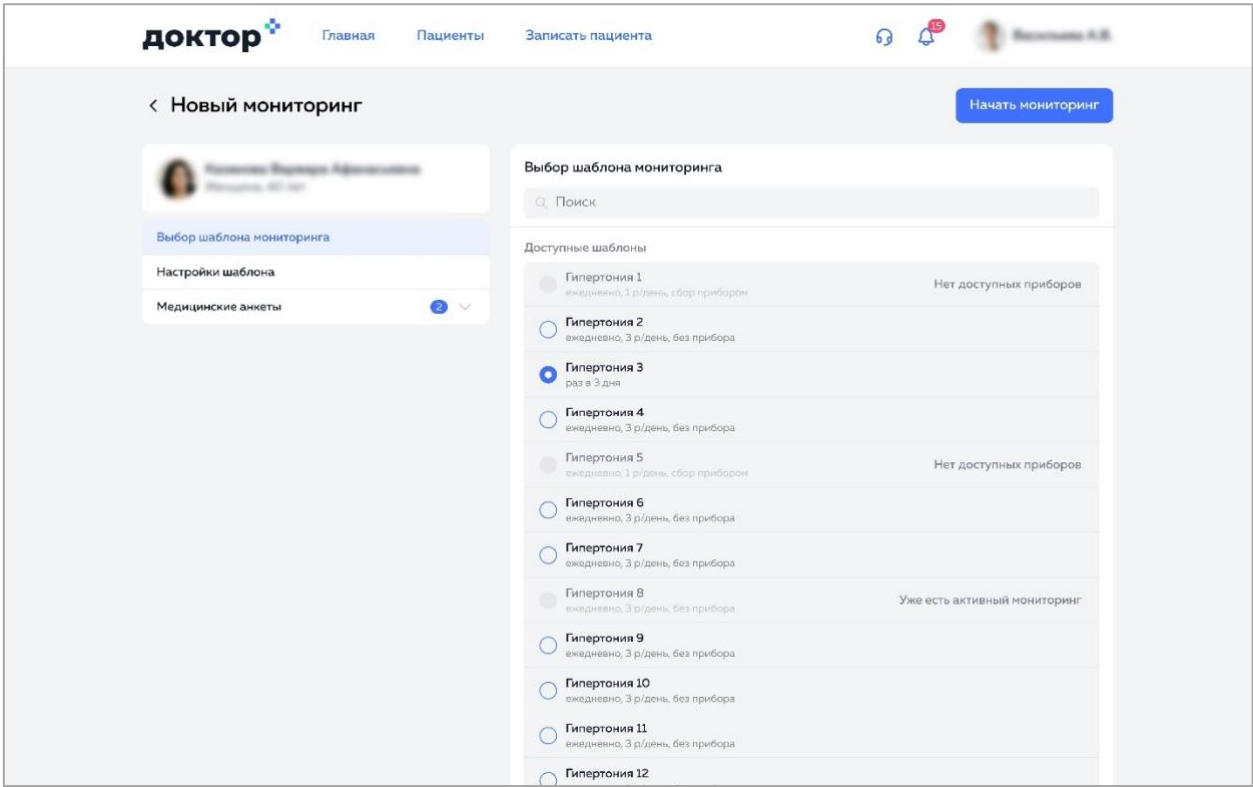 доктор
Главная
Пациенты
Записать пациента
15
Новый мониторинг
Начать мониторинг
Выбор шаблона мониторинга
Настройки шаблона
Медицинские анкеты 2
Выбор шаблона мониторинга
Поиск
Доступные шаблоны
Гипертония 1
ежедневно, 1 р/день, сбор прибором
Нет доступных приборов
Гипертония 2
ежедневно, 3 р/день, без прибора
Гипертония 3
раз в 3 дня
Гипертония 4
ежедневно, 3 р/день, без прибора
Гипертония 5
ежедневно, 1 р/день, сбор прибором
Нет доступных приборов
Гипертония 6
ежедневно, 3 р/день, без прибора
Гипертония 7
ежедневно, 3 р/день, без прибора
Гипертония 8
ежедневно, 3 р/день, без прибора
Уже есть активный мониторинг
Гипертония 9
ежедневно, 3 р/день, без прибора
Гипертония 10
ежедневно, 3 р/день, без прибора
Гипертония 11
ежедневно, 3 р/день, без прибора
Гипертония 12